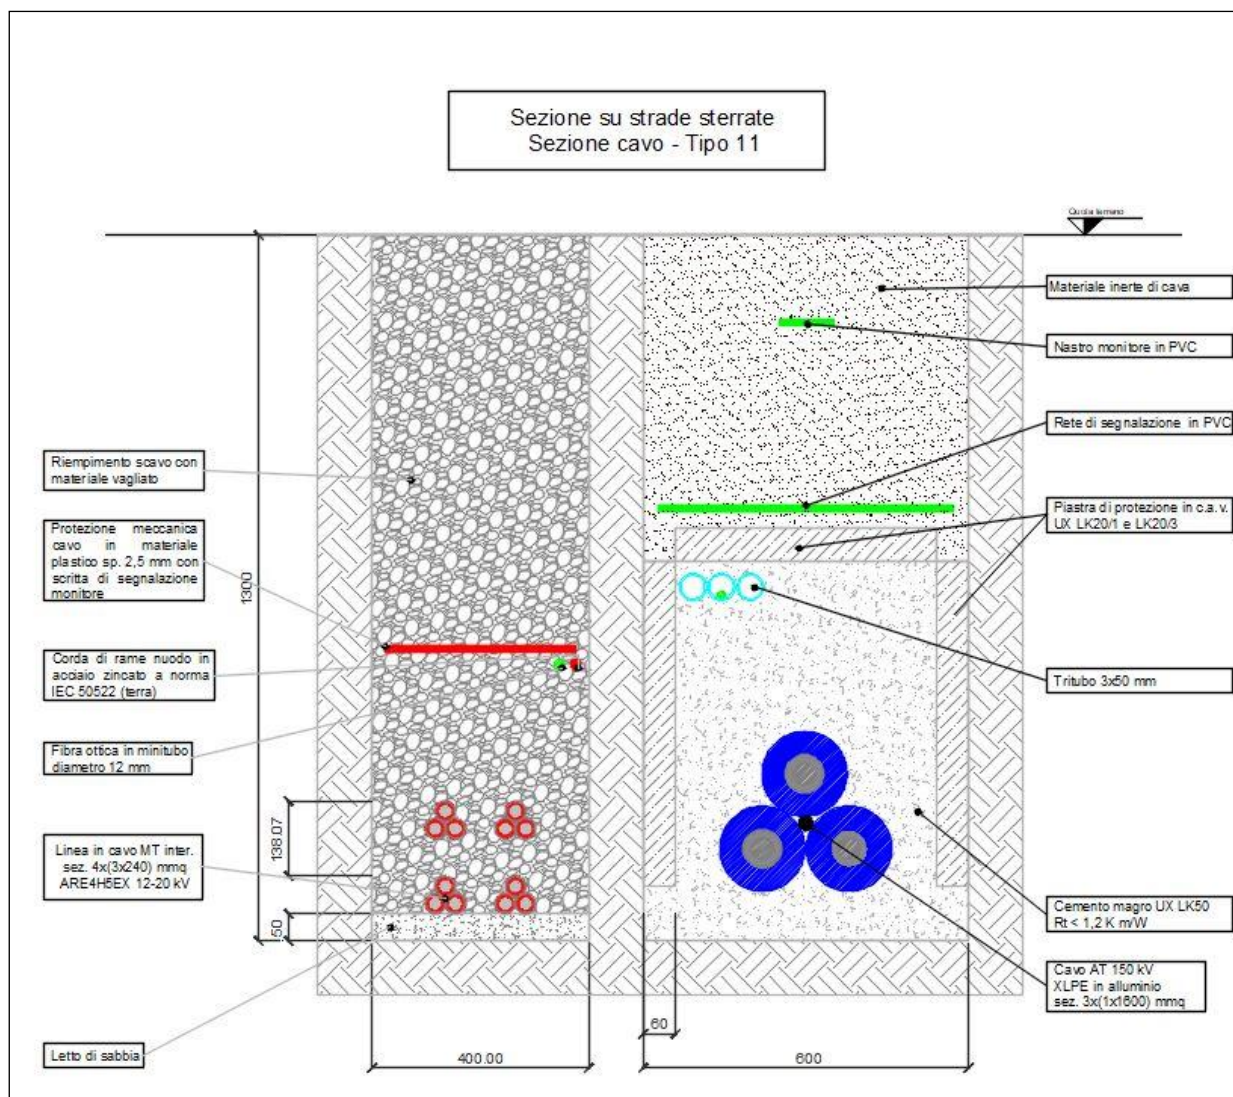 Sezione su strade sterrate
Sezione cavo - Tipo 11
Quota terreno
Materiale inerte di cava
Nastro monitore in PVC
Rete di segnalazione in PVC
Piastra di protezione in c.a.v.
UX LK20/1 e LK20/3
Tritubo 3x50 mm
Cemento magro UX LK50
Rt < 1,2 K m/W
Cavo AT 150 kV
XLPE in alluminio
sez. 3x(1x1600) mmq
Riempimento scavo con
materiale vagliato
Protezione meccanica
cavo in materiale
plastico sp. 2,5 mm con
scritta di segnalazione
monitore
Corda di rame nuodo in
acciaio zincato a norma
IEC 50522 (terra)
Fibra ottica in minitubo
diametro 12 mm
Linea in cavo MT inter.
sez. 4x(3x240) mmq
ARE4H5EX 12-20 kV
Letto di sabbia
1300
138.07
50
400.00
60
600